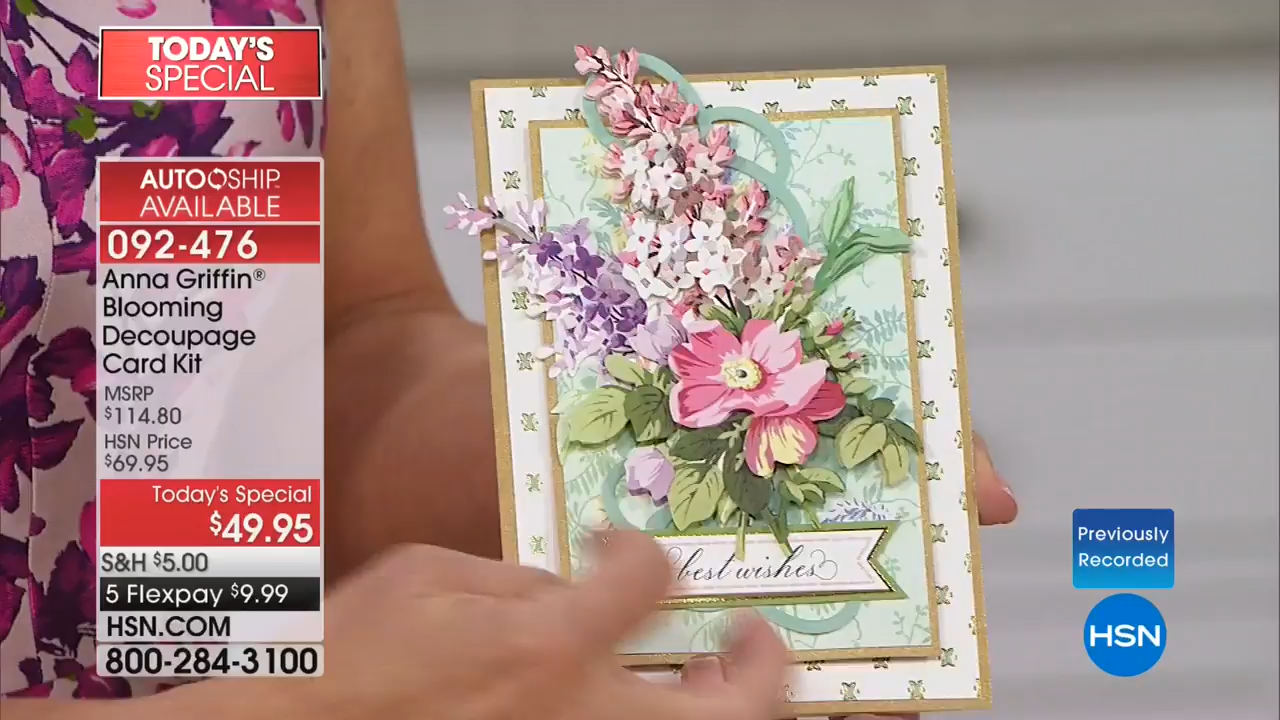 TODAY'S
SPECIAL
AUTOSHIP
AVAILABLE
092-476
Anna Griffin®
Blooming
Decoupage
Card Kit
MSRP
$114.80
HSN Price
$69.95
Today's Special
$49.95
S&H $5.00
5 Flexpay $9.99
HSN.COM
800-284-3100
best wishes
Previously
Recorded
HSN